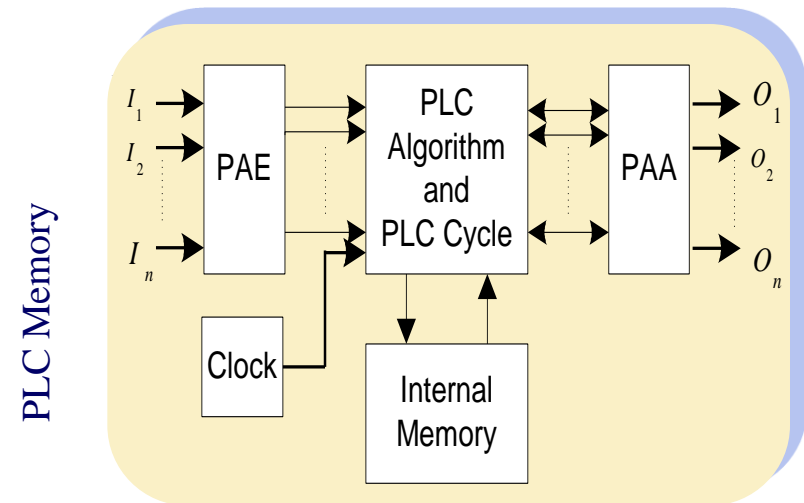 PLC Memory
I1
I2
In
PAE
PLC
Algorithm
and
PLC Cycle
PAA
O1
O2
On
Clock
Internal
Memory